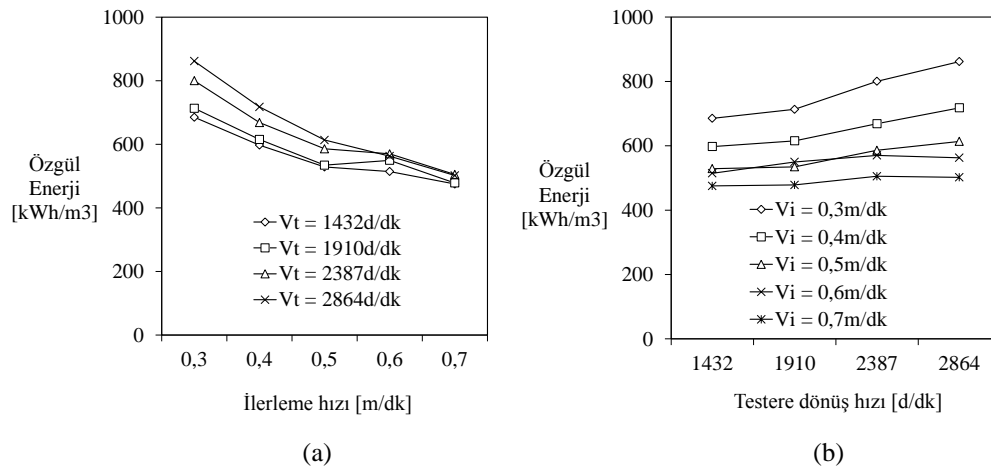 1000
800
600
400
200
0
Özgül
Enerji
[kWh/m3]
Vt = 1432d/dk
Vt = 1910d/dk
Vt = 2387d/dk
Vt = 2864d/dk
0,3 0,4 0,5 0,6 0,7
İlerleme hızı [m/dk]
(a)
1000
800
600
400
200
0
Özgül
Enerji
[kWh/m3]
Vi = 0,3m/dk
Vi = 0,4m/dk
Vi = 0,5m/dk
Vi = 0,6m/dk
Vi = 0,7m/dk
1432 1910 2387 2864
Testere dönüş hızı [d/dk]
(b)